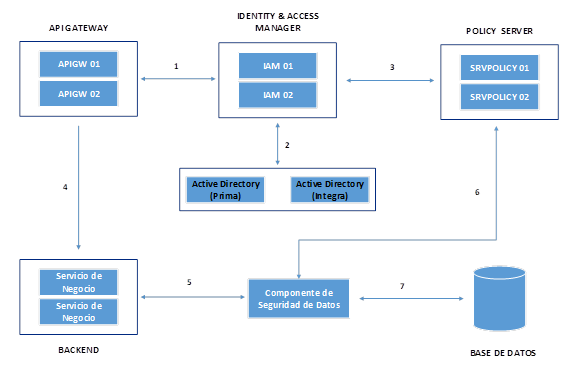 API GATEWAY
IDENTITY & ACCESS
MANAGER
POLICY SERVER
APIGW 01
APIGW 02
1
IAM 01
IAM 02
3
SRVPOLICY 01
SRVPOLICY 02
2
4
Active Directory
(Prima)
Active Directory
(Integra)
6
Servicio de
Negocio
Servicio de
Negocio
5
Componente de
Seguridad de Datos
7
BACKEND
BASE DE DATOS